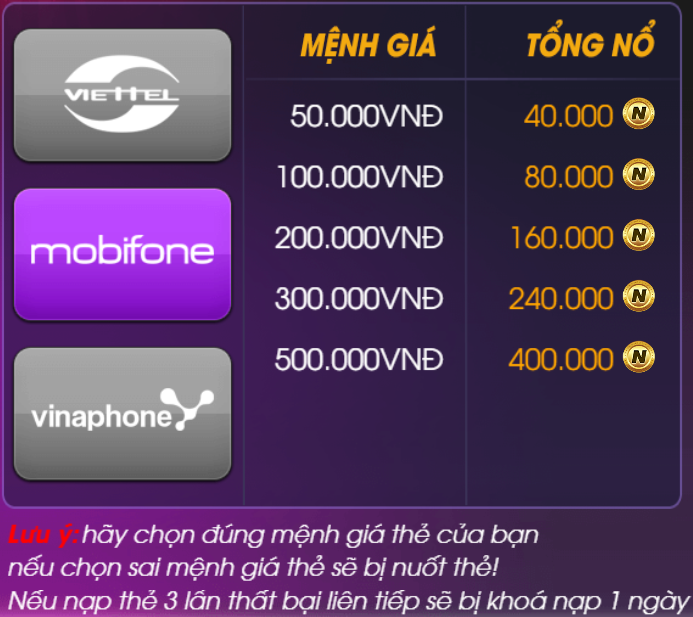 MỆNH GIÁ TỔNG NỔ
VIETTEL
50.000VNĐ 40.000 N
100.000VNĐ 80.000 N
mobifone
200.000VNĐ 160.000 N
300.000VNĐ 240.000 N
500.000VNĐ 400.000 N
vinaphone
Lưu ý: hãy chọn đúng mệnh giá thẻ của bạn
nếu chọn sai mệnh giá thẻ sẽ bị nuốt thẻ!
Nếu nạp thẻ 3 lần thất bại liên tiếp sẽ bị khoá nạp 1 ngày